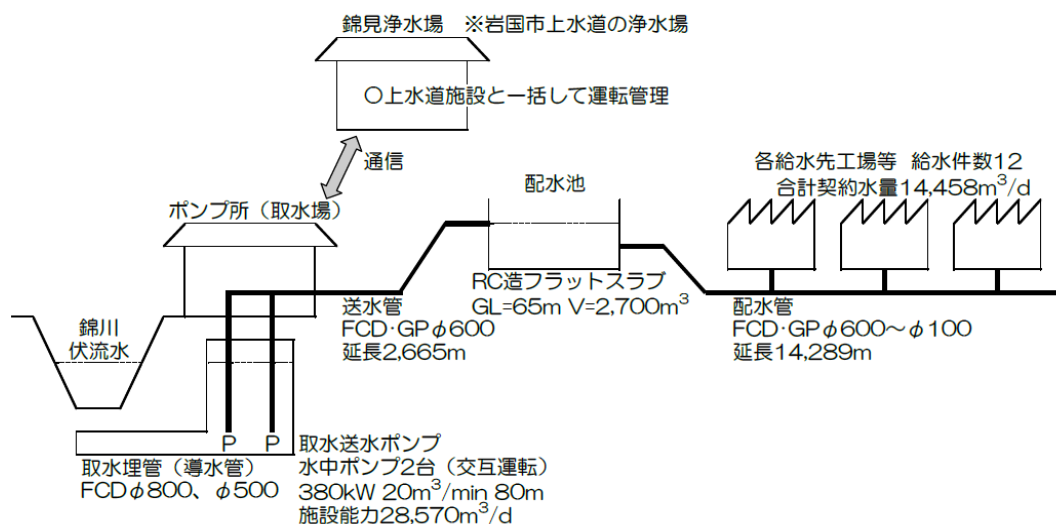 錦見浄水場　※岩国市上水道の浄水場
〇上水道施設と一括して運転管理
通信
ポンプ所（取水場）
配水池
各給水先工場等　給水件数12
合計契約水量14,458m³/d
錦川
伏流水
送水管
FCD・GPφ600
延長2,665m
RC造フラットスラブ
GL=65m V=2,700m³
配水管
FCD・GPφ600～φ100
延長14,289m
P P
取水埋管（導水管）
FCDφ800、φ500
取水送水ポンプ
水中ポンプ2台（交互運転）
380kW 20m³/min 80m
施設能力28,570m³/d